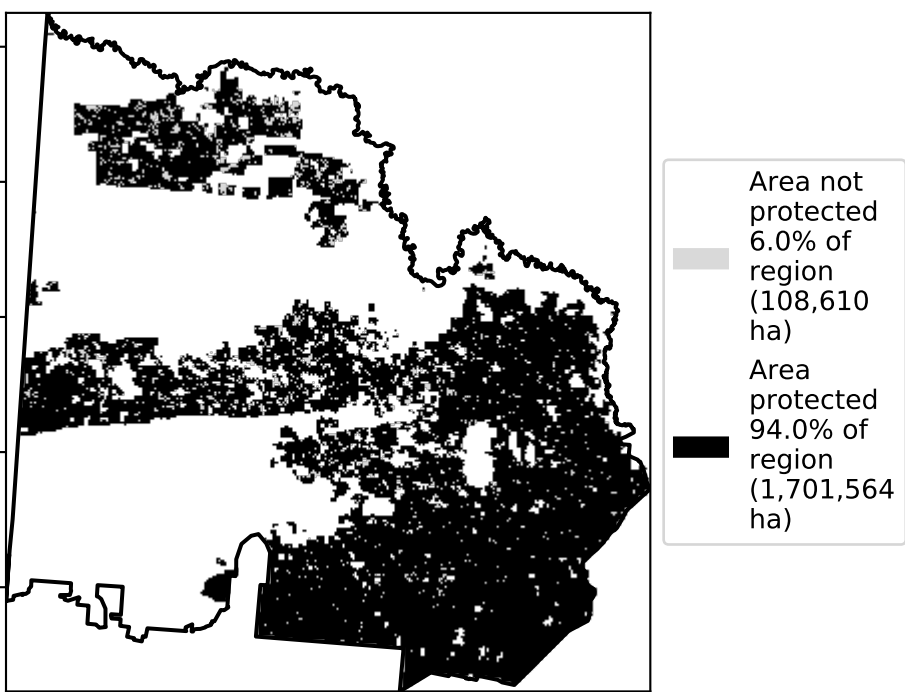 Area not
protected
6.0% of
region
(108,610
ha)
Area
protected
94.0% of
region
(1,701,564
ha)